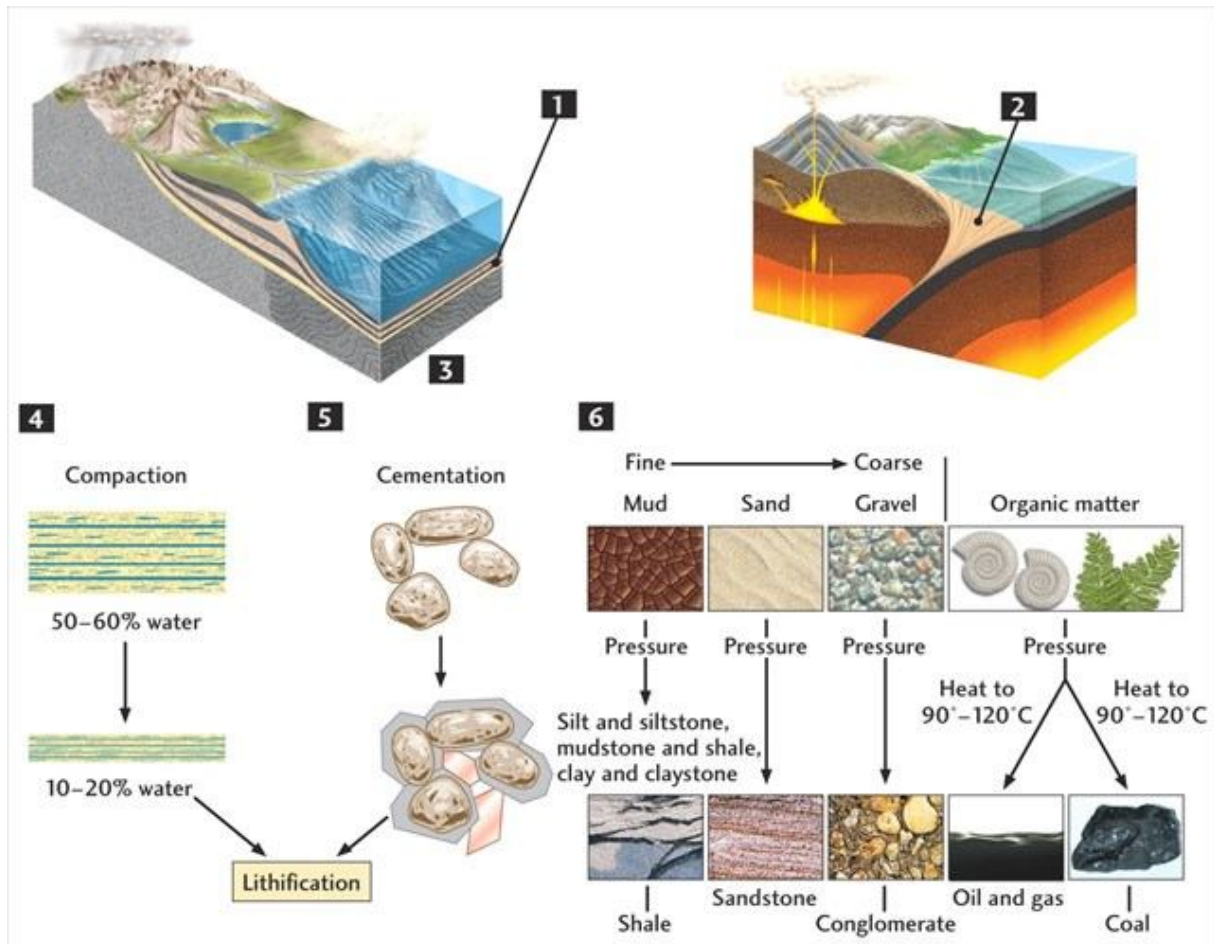 1
2
3
4
Compaction
50–60% water
10–20% water
5
Cementation
Lithification
6
Fine
Coarse
Mud
Sand
Gravel
Organic matter
Pressure
Pressure
Pressure
Pressure
Heat to
90°–120°C
Heat to
90°–120°C
Silt and siltstone,
mudstone and shale,
clay and claystone
Shale
Sandstone
Conglomerate
Oil and gas
Coal